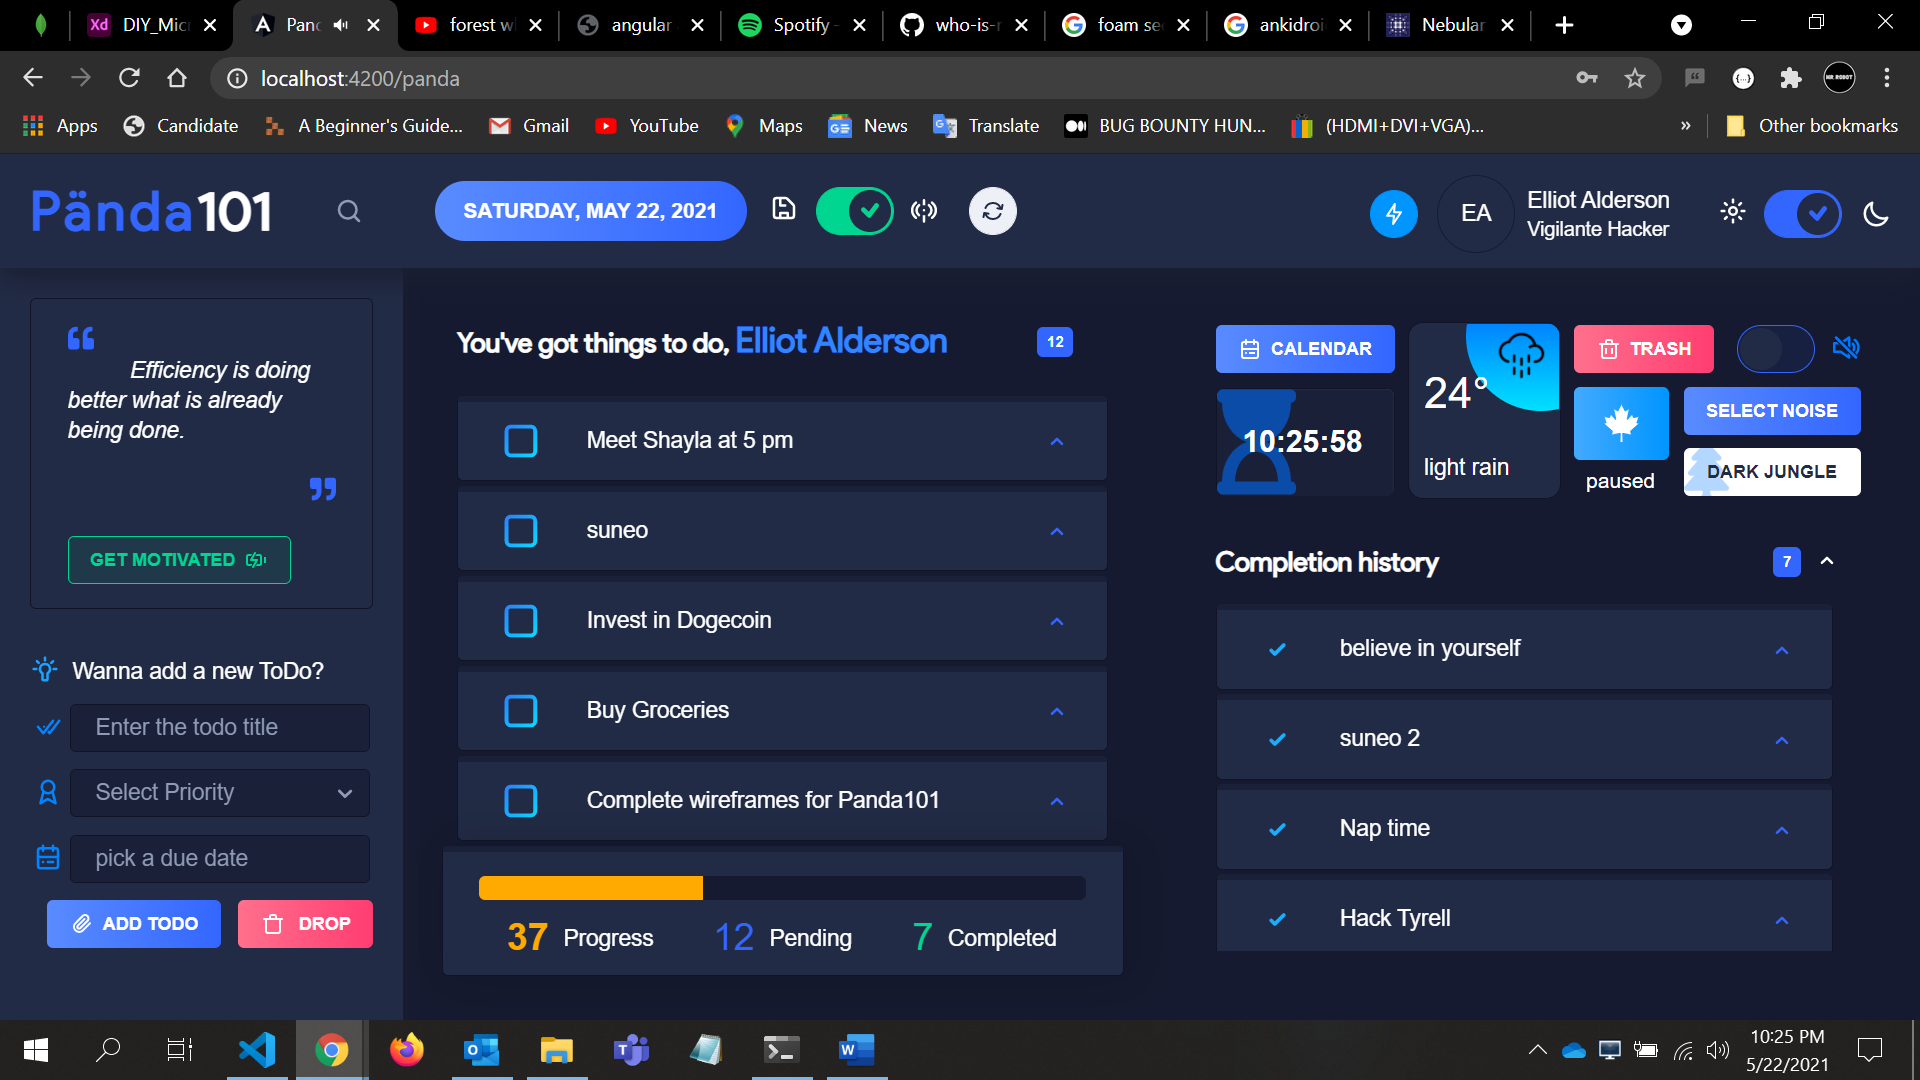 DIY_Mic
Panc
forest w
angular
Spotify -
who-is-r
foam se
ankidroi
Nebular
localhost:4200/panda
Apps
Candidate
A Beginner's Guide...
Gmail
YouTube
Maps
News
Translate
BUG BOUNTY HUN...
(HDMI+DVI+VGA)...
»
Other bookmarks
Pända101
SATURDAY, MAY 22, 2021
EA
Elliot Alderson
Vigilante Hacker
Efficiency is doing
better what is already
being done.
GET MOTIVATED
Wanna add a new ToDo?
Enter the todo title
Select Priority
pick a due date
ADD TODO
DROP
You've got things to do, Elliot Alderson
12
Meet Shayla at 5 pm
suneo
Invest in Dogecoin
Buy Groceries
Complete wireframes for Panda101
37 Progress
12 Pending
7 Completed
CALENDAR
10:25:58
24°
light rain
TRASH
paused
SELECT NOISE
DARK JUNGLE
Completion history
7
believe in yourself
suneo 2
Nap time
Hack Tyrell
10:25 PM
5/22/2021